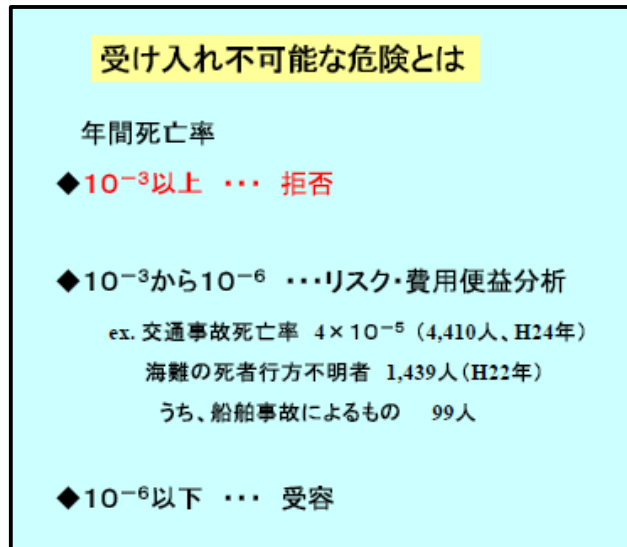 受け入れ不可能な危険とは
年間死亡率
◆10⁻³以上 ・・・ 拒否
◆10⁻³から10⁻⁶ ・・・リスク・費用便益分析
ex. 交通事故死亡率 4×10⁻⁵ (4,410人、H24年)
海難の死者行方不明者 1,439人(H22年)
うち、船舶事故によるもの 99人
◆10⁻⁶以下 ・・・ 受容